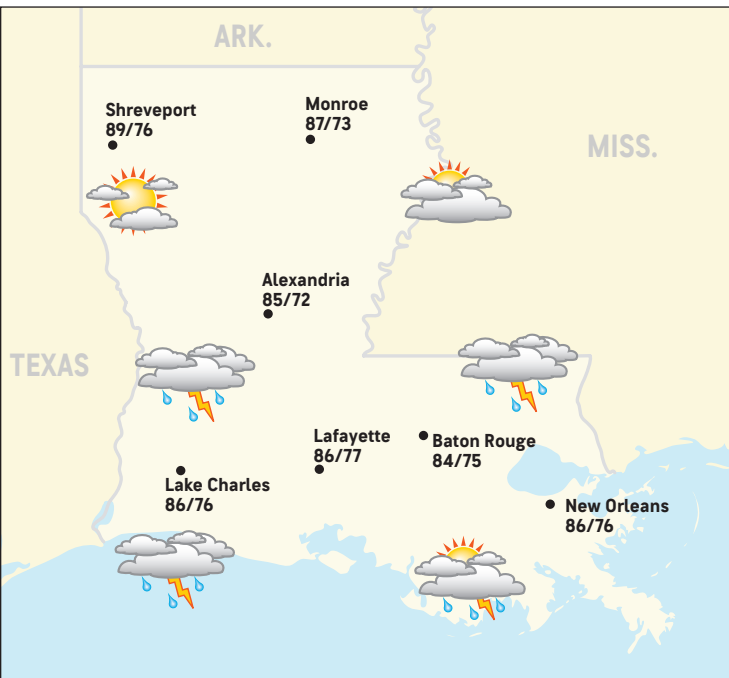 ARK.
Shreveport
89/76
Monroe
87/73
MISS.
Alexandria
85/72
TEXAS
Lafayette
86/77
Baton Rouge
84/75
Lake Charles
86/76
New Orleans
86/76